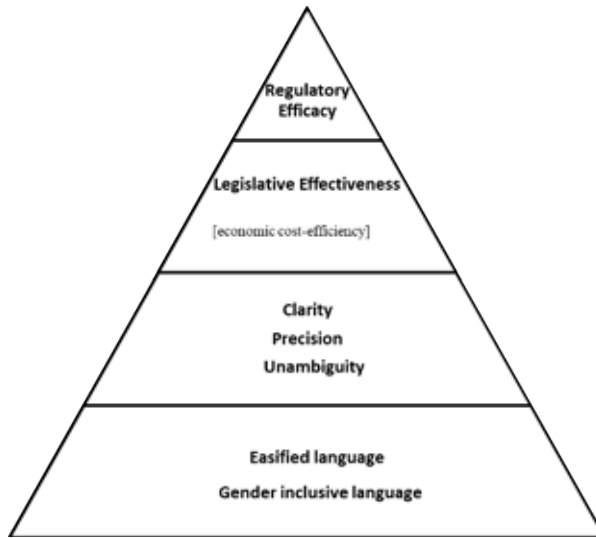 Regulatory
Efficacy
Legislative Effectiveness
[economic cost-efficiency]
Clarity
Precision
Unambiguity
Easified language
Gender inclusive language